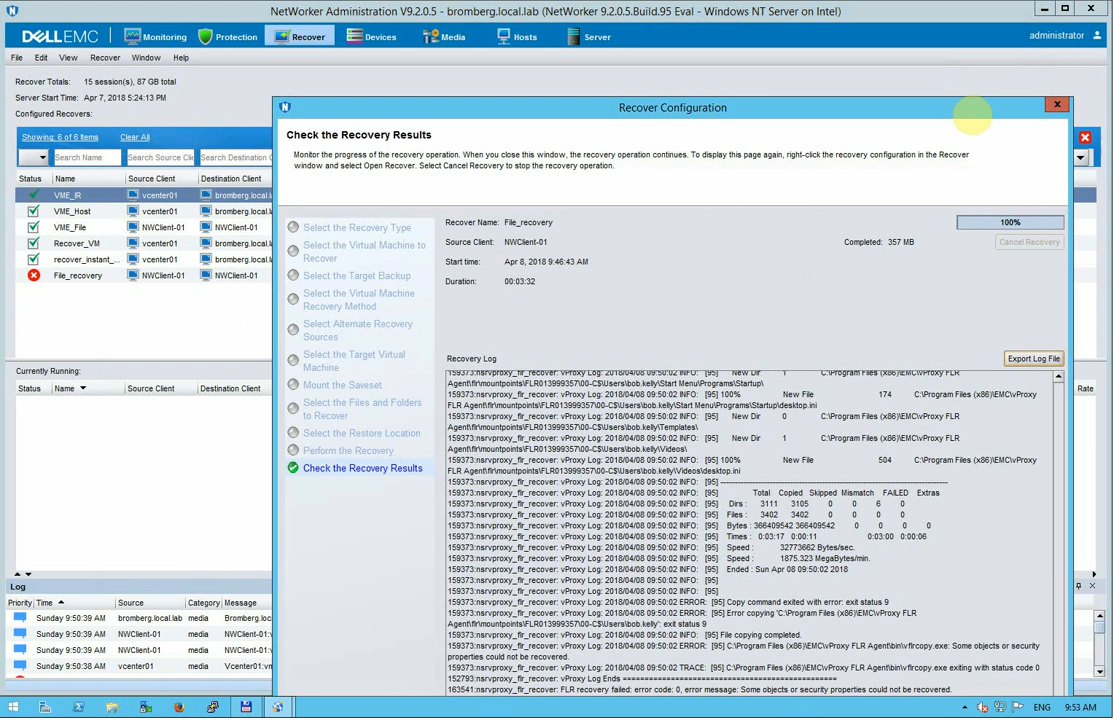 NetWorker Administration V9.2.0.5 - bromberg.local.lab (NetWorker 9.2.0.5.Build.95 Eval - Windows NT Server on Intel)
DELLEMC Monitoring Protection Recover Devices Media Hosts Server administrator
File Edit View Recover Window Help
Recover Totals: 15 session(s), 87 GB total
Server Start Time: Apr 7, 2018 5:24:13 PM
Configured Recovers:
Showing: 6 of 6 Items Clear All
Search Name Search Source Cli Search Destination C
Status Name Source Client Destination Client
VME_IR vcenter01 bromberg.local.la
VME_Host vcenter01 bromberg.local.la
VME_File NWClient-01 NWClient-01
Recover_VM vcenter01 bromberg.local.la
recover_instant_... vcenter01 bromberg.local.la
File_recovery NWClient-01 NWClient-01
Currently Running:
Status Name Source Client Destination Client Rate
Log
Priority Time Source Category Message
Sunday 9:50:39 AM bromberg.local.lab media Bromberg.loca
Sunday 9:50:39 AM NWClient-01 media NWClient-01:
Sunday 9:50:39 AM NWClient-01 media NWClient-01:v
Sunday 9:50:38 AM vcenter01 media Vcenter01:vm
Recover Configuration
Check the Recovery Results
Monitor the progress of the recovery operation. When you close this window, the recovery operation continues. To display this page again, right-click the recovery configuration in the Recover
window and select Open Recover. Select Cancel Recovery to stop the recovery operation.
Select the Recovery Type
Select the Virtual Machine to
Recover
Select the Target Backup
Select the Virtual Machine
Recovery Method
Select Alternate Recovery
Sources
Select the Target Virtual
Machine
Mount the Saveset
Select the Files and Folders
to Recover
Select the Restore Location
Perform the Recovery
Check the Recovery Results
Recover Name: File_recovery 100%
Source Client: NWClient-01 Completed: 357 MB Cancel Recovery
Start time: Apr 8, 2018 9:46:43 AM
Duration: 00:03:32
Recovery Log Export Log File
159373:nsrvproxy_flr_recover: vProxy Log: 2018/04/08 09:50:02 INFO: [95] New Dir 1 C:\Program Files (x86)\EMC\vProxy FLR
Agent\flr\mountpoints\FLR013999357\00-C$\Users\bob.kelly\Start Menu\Programs\Startup\
159373:nsrvproxy_flr_recover: vProxy Log: 2018/04/08 09:50:02 INFO: [95] 100% New File 174 C:\Program Files (x86)\EMC\vProxy
FLR Agent\flr\mountpoints\FLR013999357\00-C$\Users\bob.kelly\Start Menu\Programs\Startup\desktop.ini
159373:nsrvproxy_flr_recover: vProxy Log: 2018/04/08 09:50:02 INFO: [95] New Dir 0 C:\Program Files (x86)\EMC\vProxy FLR
Agent\flr\mountpoints\FLR013999357\00-C$\Users\bob.kelly\Templates\
159373:nsrvproxy_flr_recover: vProxy Log: 2018/04/08 09:50:02 INFO: [95] New Dir 1 C:\Program Files (x86)\EMC\vProxy FLR
Agent\flr\mountpoints\FLR013999357\00-C$\Users\bob.kelly\Videos\
159373:nsrvproxy_flr_recover: vProxy Log: 2018/04/08 09:50:02 INFO: [95] 100% New File 504 C:\Program Files (x86)\EMC\vProxy
FLR Agent\flr\mountpoints\FLR013999357\00-C$\Users\bob.kelly\Videos\desktop.ini
159373:nsrvproxy_flr_recover: vProxy Log: 2018/04/08 09:50:02 INFO: [95] ------------------------------------------------------------
159373:nsrvproxy_flr_recover: vProxy Log: 2018/04/08 09:50:02 INFO: [95] Total Copied Skipped Mismatch FAILED Extras
159373:nsrvproxy_flr_recover: vProxy Log: 2018/04/08 09:50:02 INFO: [95] Dirs : 3111 3105 0 0 6 0
159373:nsrvproxy_flr_recover: vProxy Log: 2018/04/08 09:50:02 INFO: [95] Files : 3402 3402 0 0 0 0
159373:nsrvproxy_flr_recover: vProxy Log: 2018/04/08 09:50:02 INFO: [95] Bytes : 366409542 366409542 0 0 0 0
159373:nsrvproxy_flr_recover: vProxy Log: 2018/04/08 09:50:02 INFO: [95] Times : 0:03:17 0:00:11 0:03:00 0:00:06
159373:nsrvproxy_flr_recover: vProxy Log: 2018/04/08 09:50:02 INFO: [95] Speed : 32773662 Bytes/sec.
159373:nsrvproxy_flr_recover: vProxy Log: 2018/04/08 09:50:02 INFO: [95] Speed : 1875.323 MegaBytes/min.
159373:nsrvproxy_flr_recover: vProxy Log: 2018/04/08 09:50:02 INFO: [95] Ended : Sun Apr 08 09:50:02 2018
159373:nsrvproxy_flr_recover: vProxy Log: 2018/04/08 09:50:02 INFO: [95]
159373:nsrvproxy_flr_recover: vProxy Log: 2018/04/08 09:50:02 INFO: [95]
159373:nsrvproxy_flr_recover: vProxy Log: 2018/04/08 09:50:02 ERROR: [95] Copy command exited with error: exit status 9
159373:nsrvproxy_flr_recover: vProxy Log: 2018/04/08 09:50:02 ERROR: [95] Error copying 'C:\Program Files (x86)\EMC\vProxy FLR
Agent\flr\mountpoints\FLR013999357\00-C$\Users\bob.kelly': exit status 9
159373:nsrvproxy_flr_recover: vProxy Log: 2018/04/08 09:50:02 INFO: [95] File copying completed.
159373:nsrvproxy_flr_recover: vProxy Log: 2018/04/08 09:50:02 ERROR: [95] C:\Program Files (x86)\EMC\vProxy FLR Agent\bin\vflrcopy.exe: Some objects or security
properties could not be recovered.
159373:nsrvproxy_flr_recover: vProxy Log: 2018/04/08 09:50:02 TRACE: [95] C:\Program Files (x86)\EMC\vProxy FLR Agent\bin\vflrcopy.exe exiting with status code 0
152793:nsrvproxy_flr_recover: vProxy Log Ends ===============================================
163541:nsrvproxy_flr_recover: FLR recovery failed: error code: 0, error message: Some objects or security properties could not be recovered.
ENG 9:53 AM